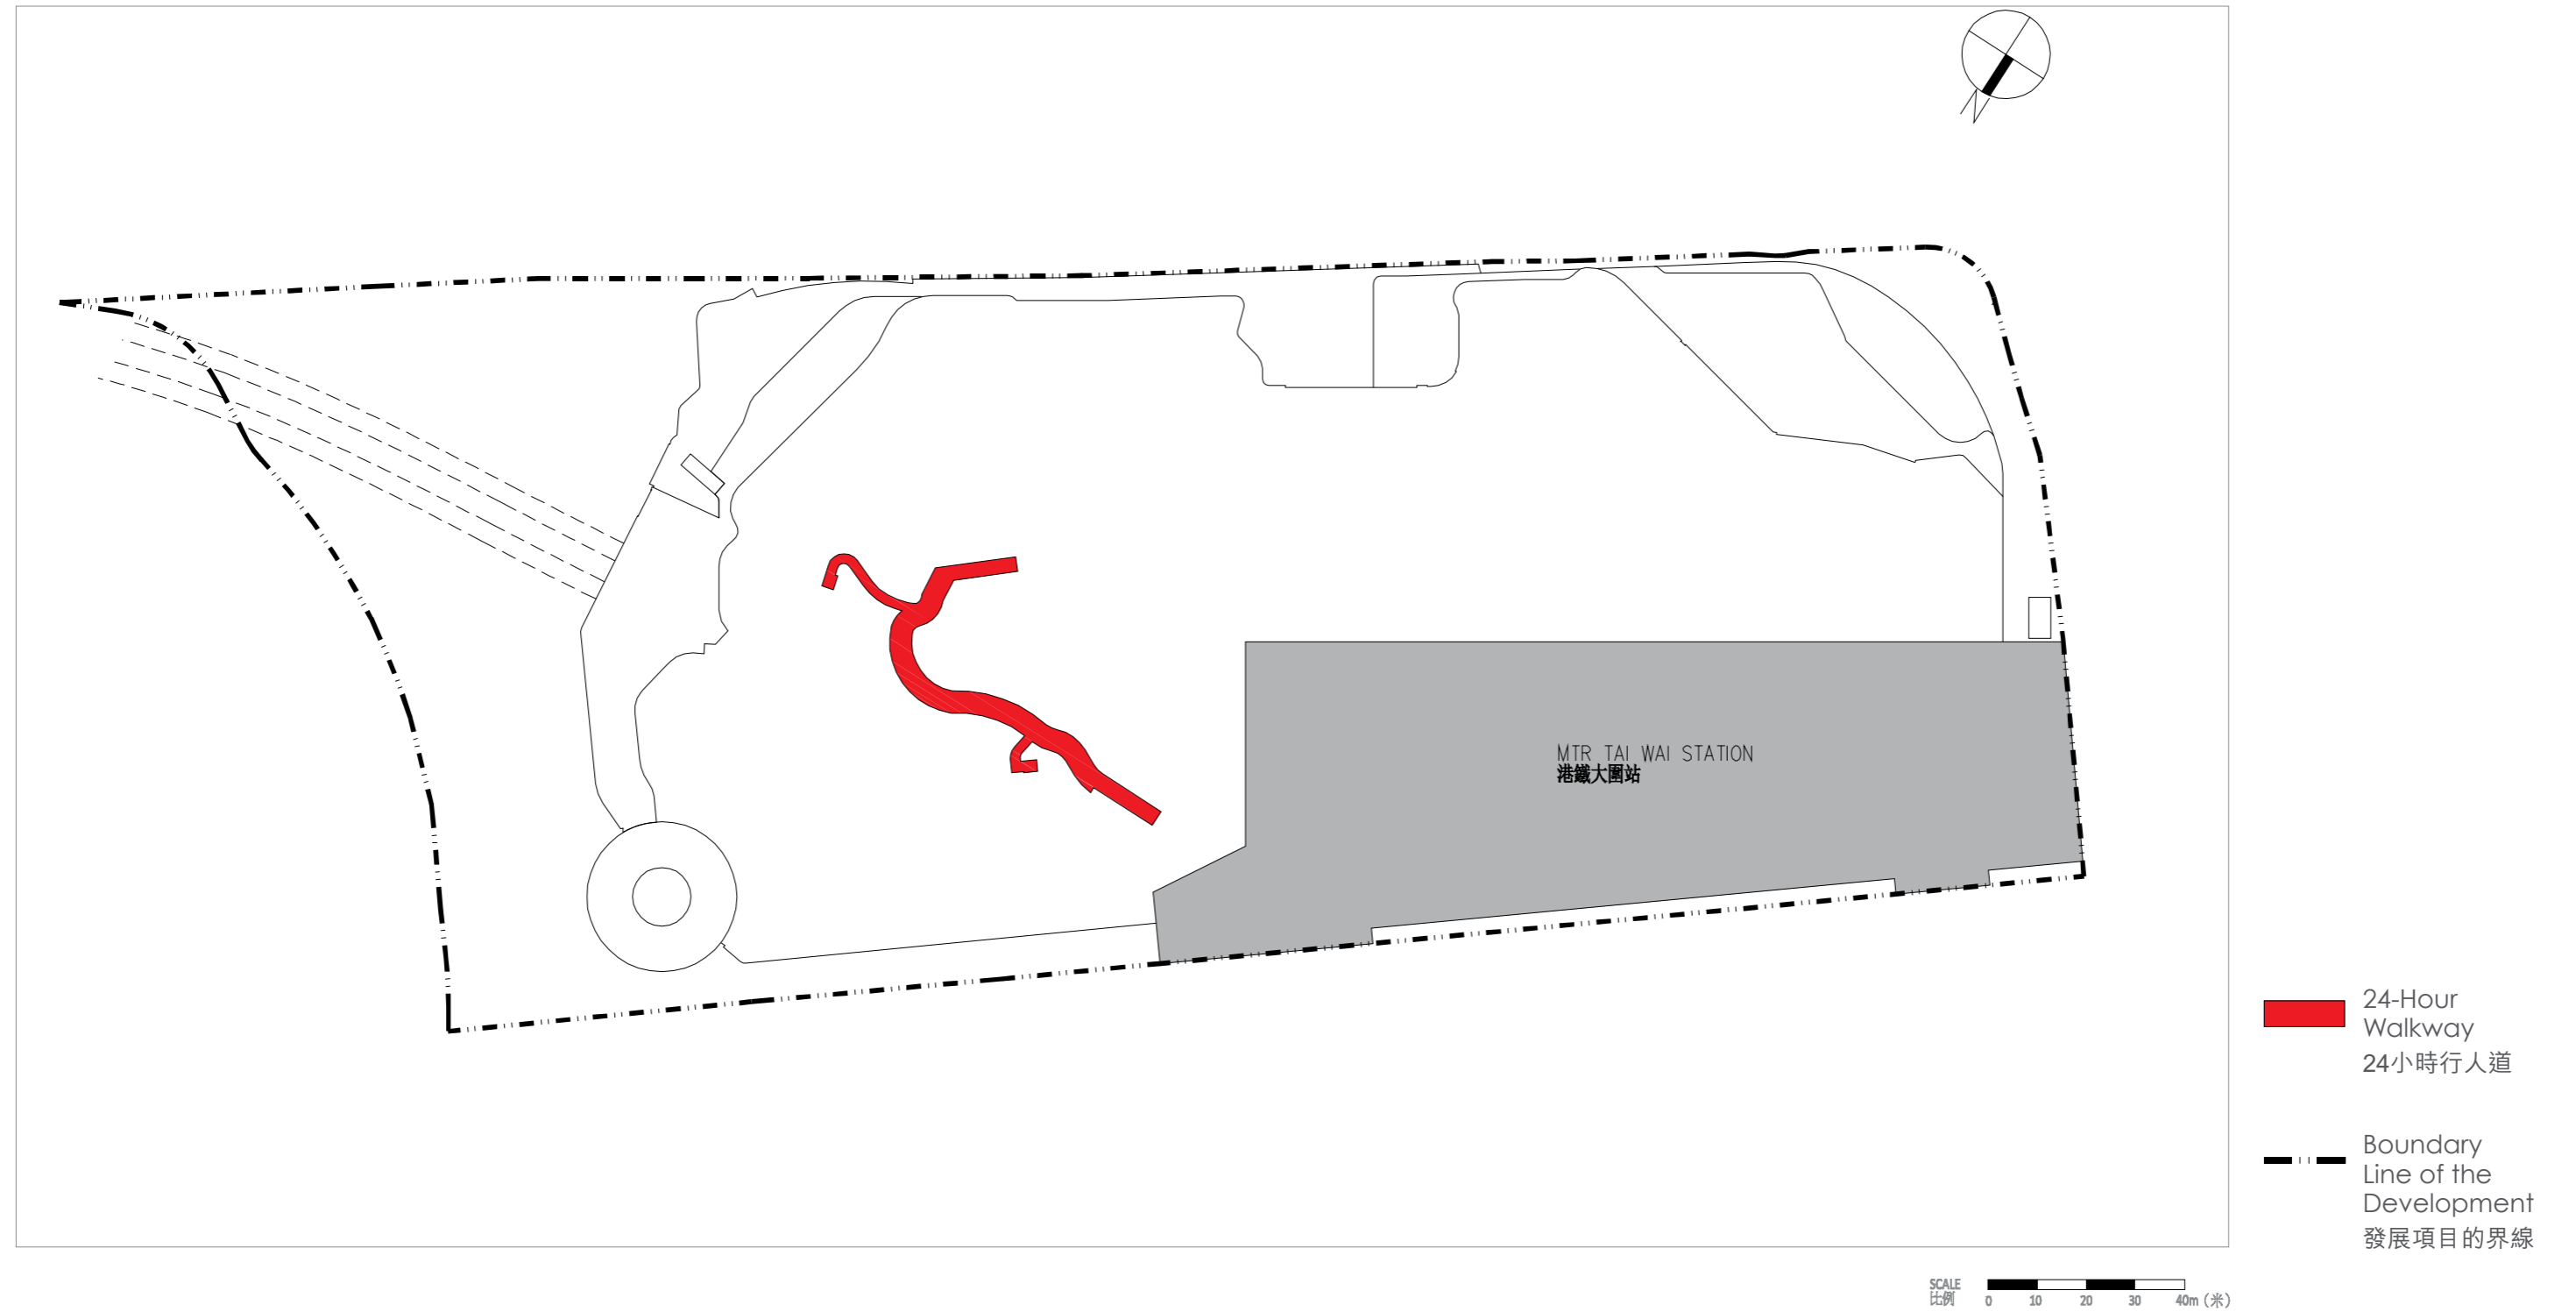 MTR TAI WAI STATION
港鐵大圍站
24-Hour
Walkway
24小時行人道
Boundary
Line of the
Development
發展項目的界線
SCALE
比例
0 10 20 30 40m (米)